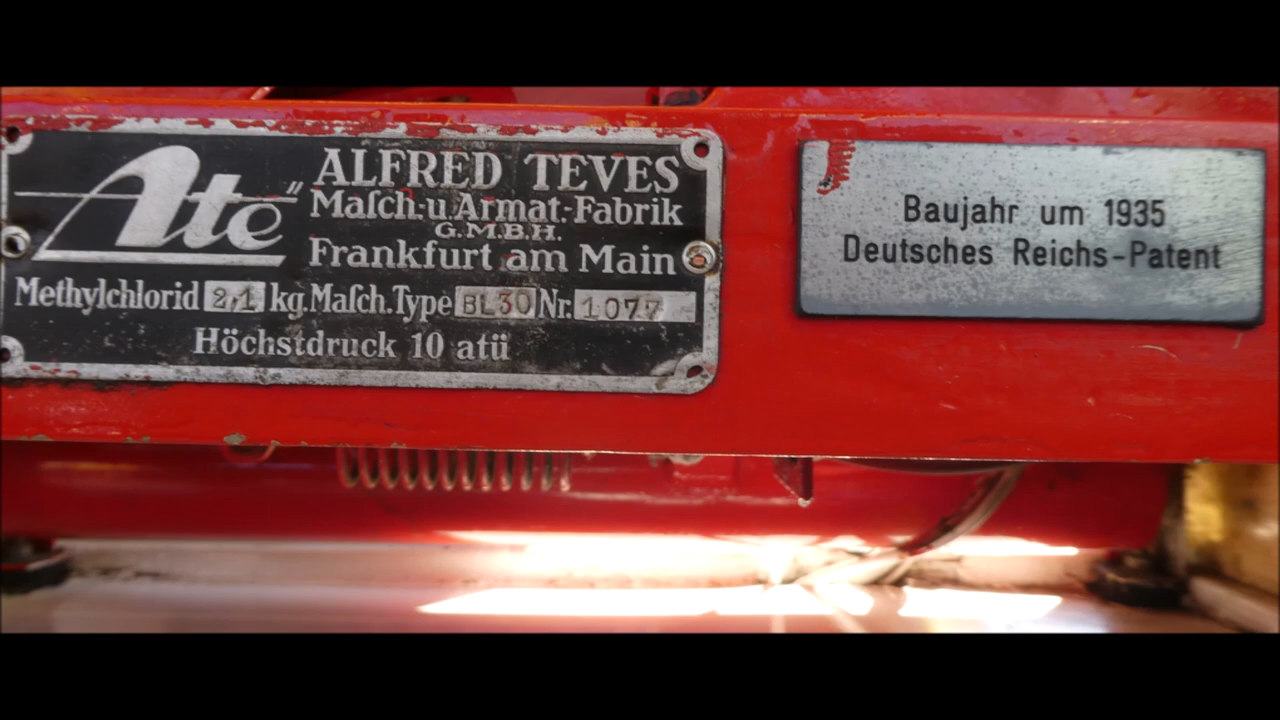 „Ate"
ALFRED TEVES
Maſch.-u. Armat.-Fabrik
G.M.B.H.
Frankfurt am Main
Methylchlorid 2,1 kg. Maſch. Type BL30 Nr. 1077
Höchstdruck 10 atü
Baujahr um 1935
Deutsches Reichs-Patent